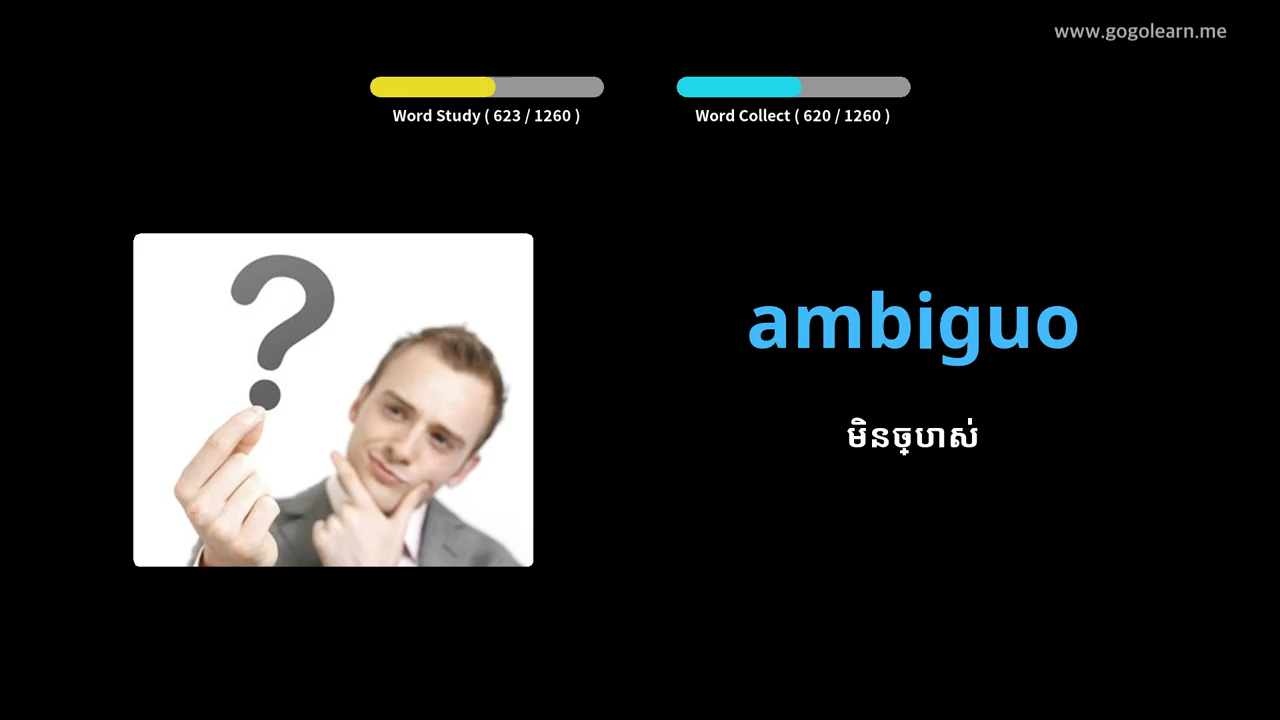 www.gogolearn.me
Word Study ( 623 / 1260 )
Word Collect ( 620 / 1260 )
ambiguo
មិនច្បាស់